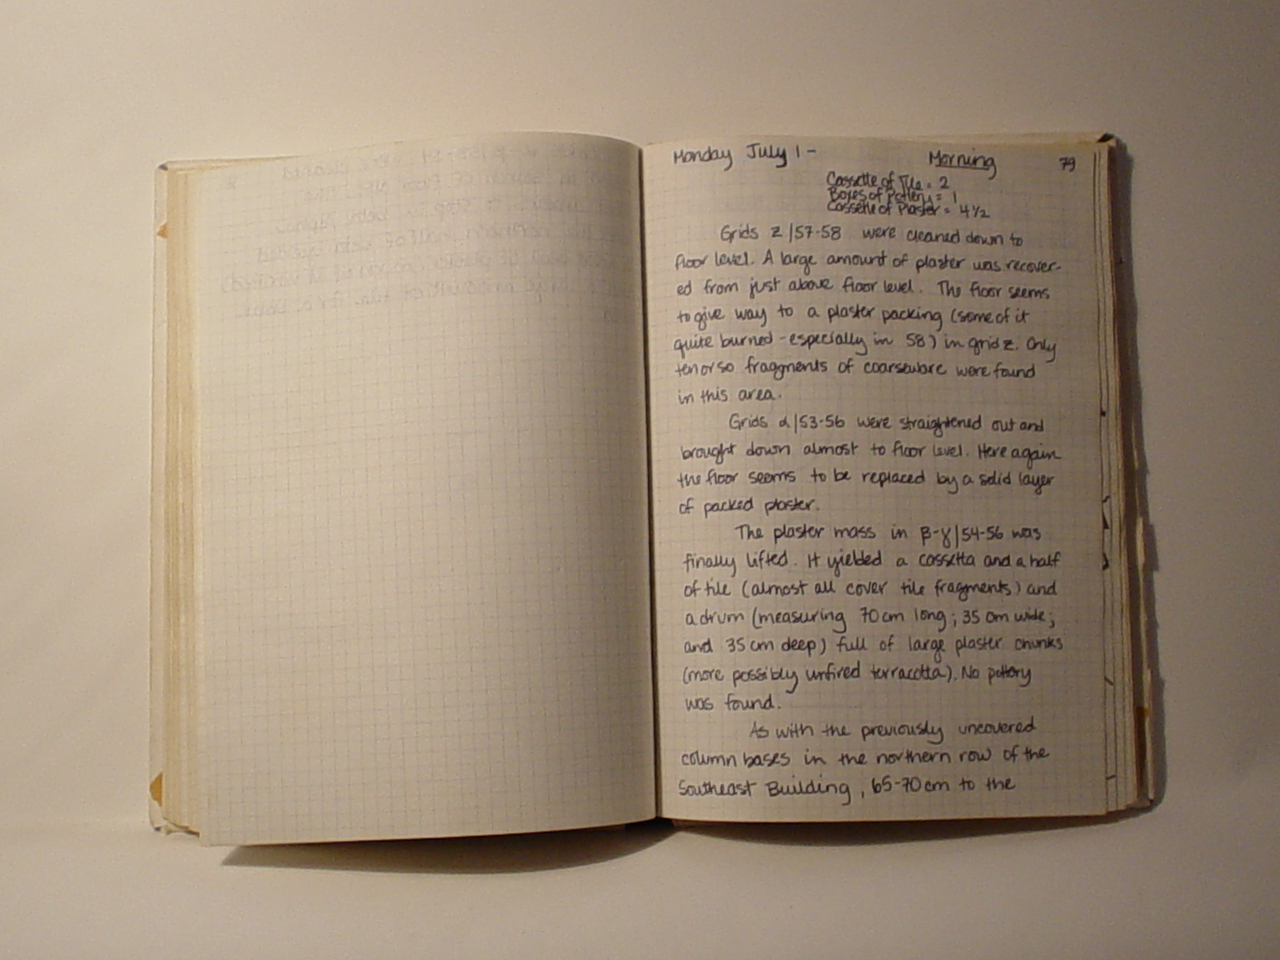 Monday July 1 - Morning 79
Cassette of Tile = 2
Boxes of Pottery = 1
Cassette of Plaster = 4 1/2
Grids z/57-58 were cleaned down to
floor level. A large amount of plaster was recover-
ed from just above floor level. The floor seems
to give way to a plaster packing (some of it
quite burned - especially in 58) in grid z. Only
ten or so fragments of coarseware were found
in this area.
Grids α/53-56 were straightened out and
brought down almost to floor level. Here again
the floor seems to be replaced by a solid layer
of packed plaster.
The plaster mass in β-γ/54-56 was
finally lifted. It yielded a cassetta and a half
of tile (almost all cover tile fragments) and
a drum (measuring 70 cm long; 35 cm wide;
and 35 cm deep) full of large plaster chunks
(more possibly unfired terracotta). No pottery
was found.
As with the previously uncovered
column bases in the northern row of the
Southeast Building, 65-70 cm to the